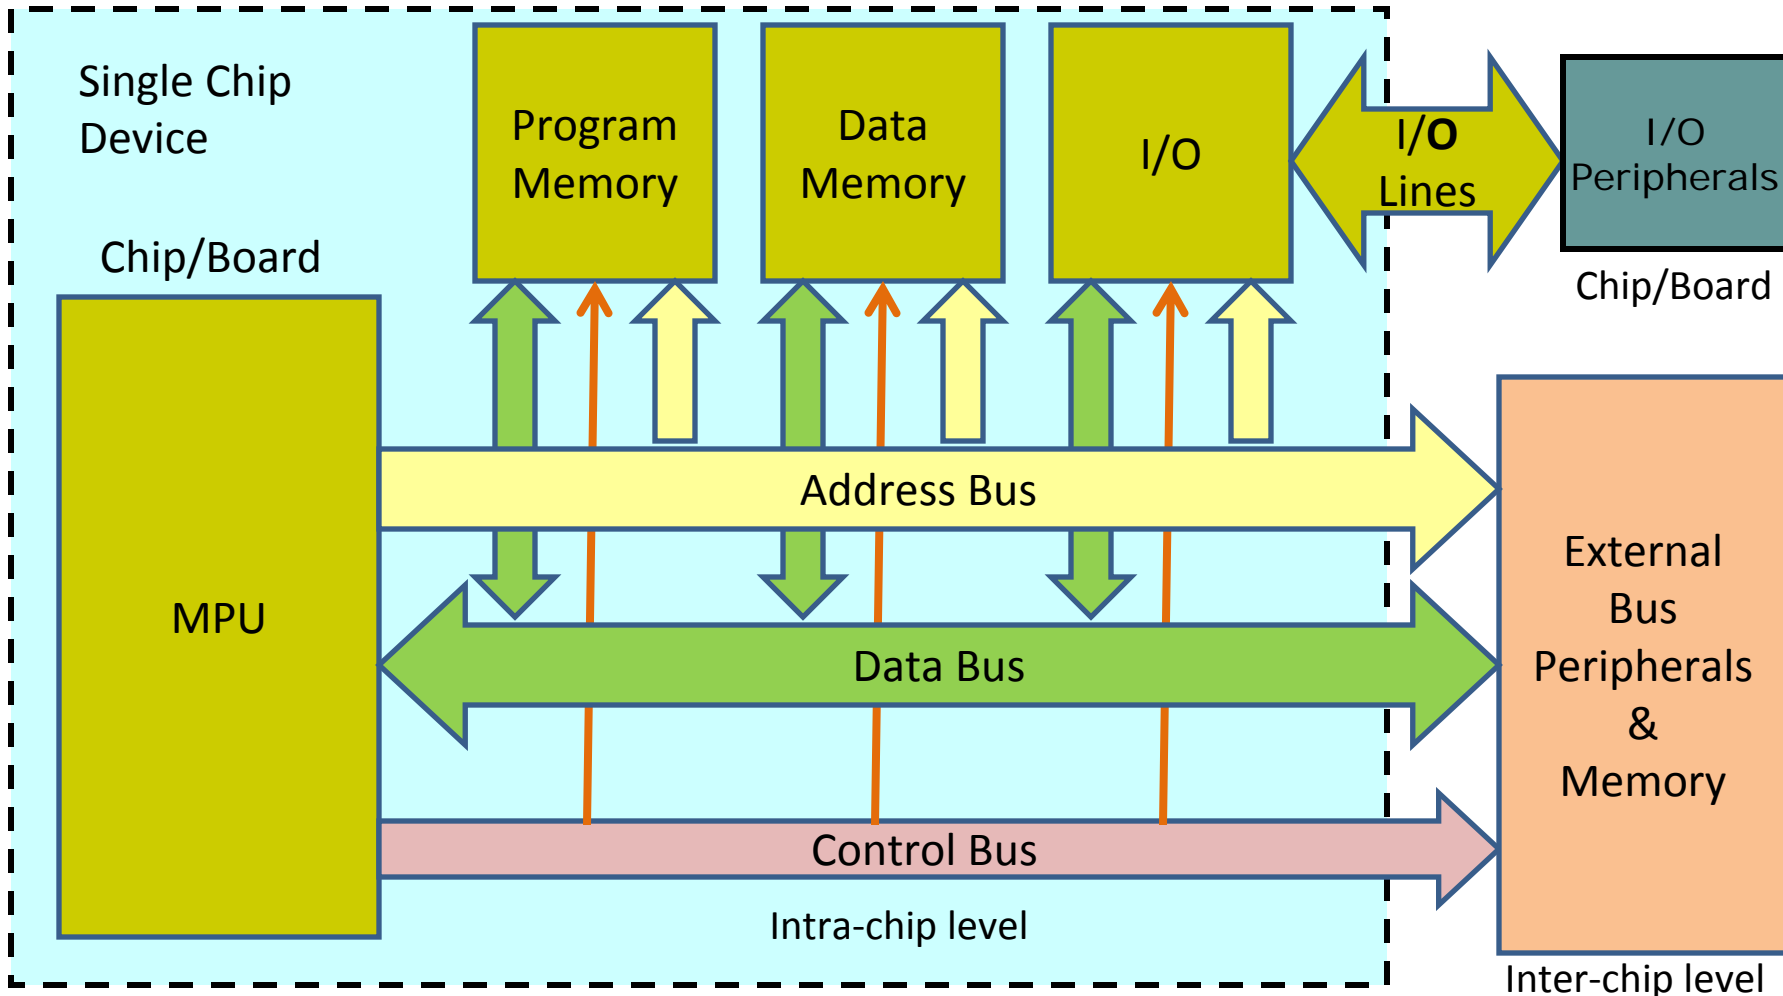 Single Chip
Device
Program
Memory
Data
Memory
I/O
I/O
Lines
I/O
Peripherals
Chip/Board
Chip/Board
MPU
Address Bus
Data Bus
Control Bus
External
Bus
Peripherals
&
Memory
Intra-chip level
Inter-chip level